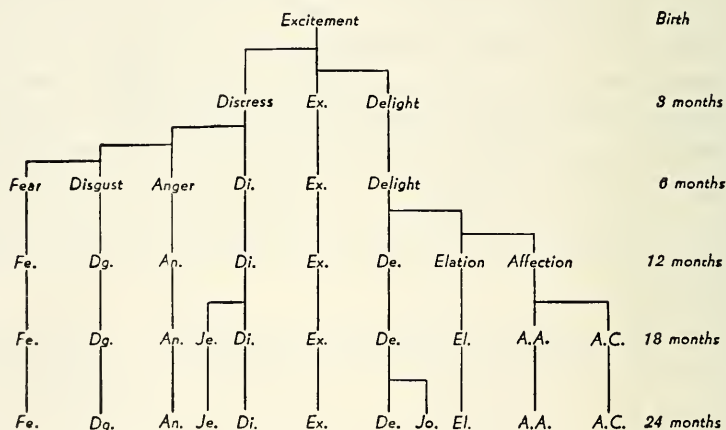 Excitement Birth
Distress Ex. Delight 3 months
Fear Disgust Anger Di. Ex. Delight 6 months
Fe. Dg. An. Di. Ex. De. Elation Affection 12 months
Fe. Dg. An. Je. Di. Ex. De. El. A.A. A.C. 18 months
Fe. Dg. An. Je. Di. Ex. De. Jo. El. A.A. A.C. 24 months